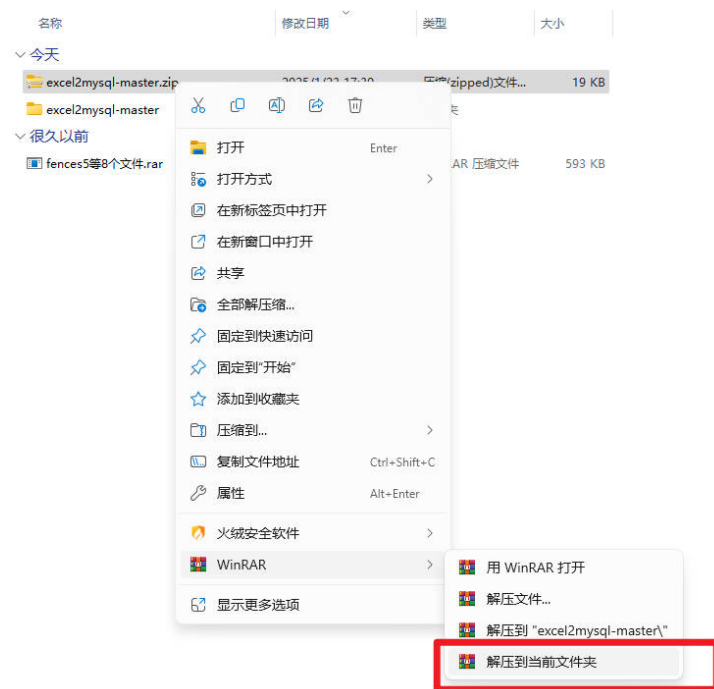 名称 修改日期 类型 大小
今天
excel2mysql-master.zip 2025/1/23 17:20 压缩(zipped)文件... 19 KB
excel2mysql-master 夹
很久以前
fences5等8个文件.rar AR 压缩文件 593 KB
打开 Enter
打开方式
在新标签页中打开
在新窗口中打开
共享
全部解压缩...
固定到快速访问
固定到"开始"
添加到收藏夹
压缩到...
复制文件地址 Ctrl+Shift+C
属性 Alt+Enter
火绒安全软件
WinRAR
显示更多选项
用 WinRAR 打开
解压文件...
解压到 "excel2mysql-master\"
解压到当前文件夹